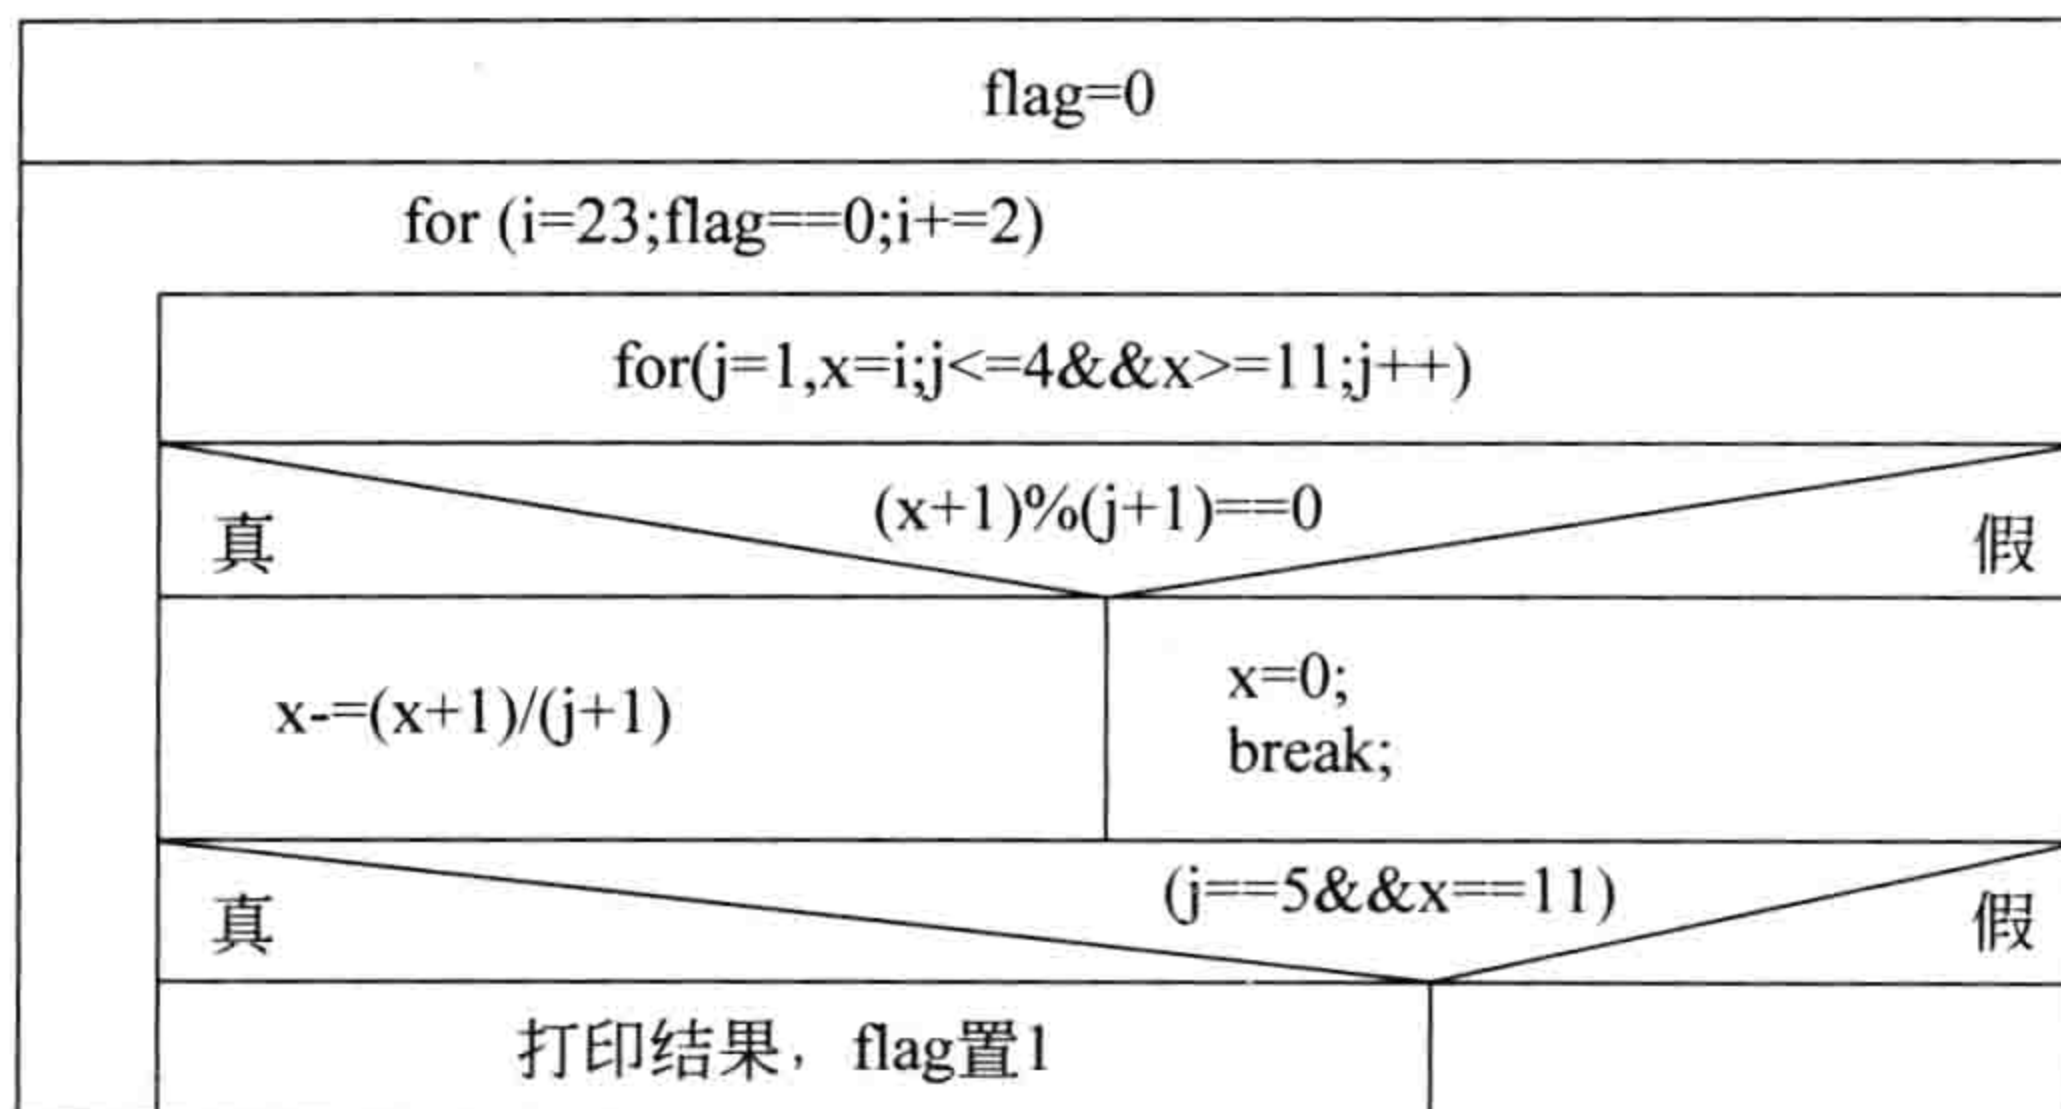 flag=0
for (i=23;flag==0;i+=2)
for(j=1,x=i;j<=4&&x>=11;j++)
(x+1)%(j+1)==0
真
假
x-=(x+1)/(j+1)
x=0;
break;
(j==5&&x==11)
真
假
打印结果，flag置1